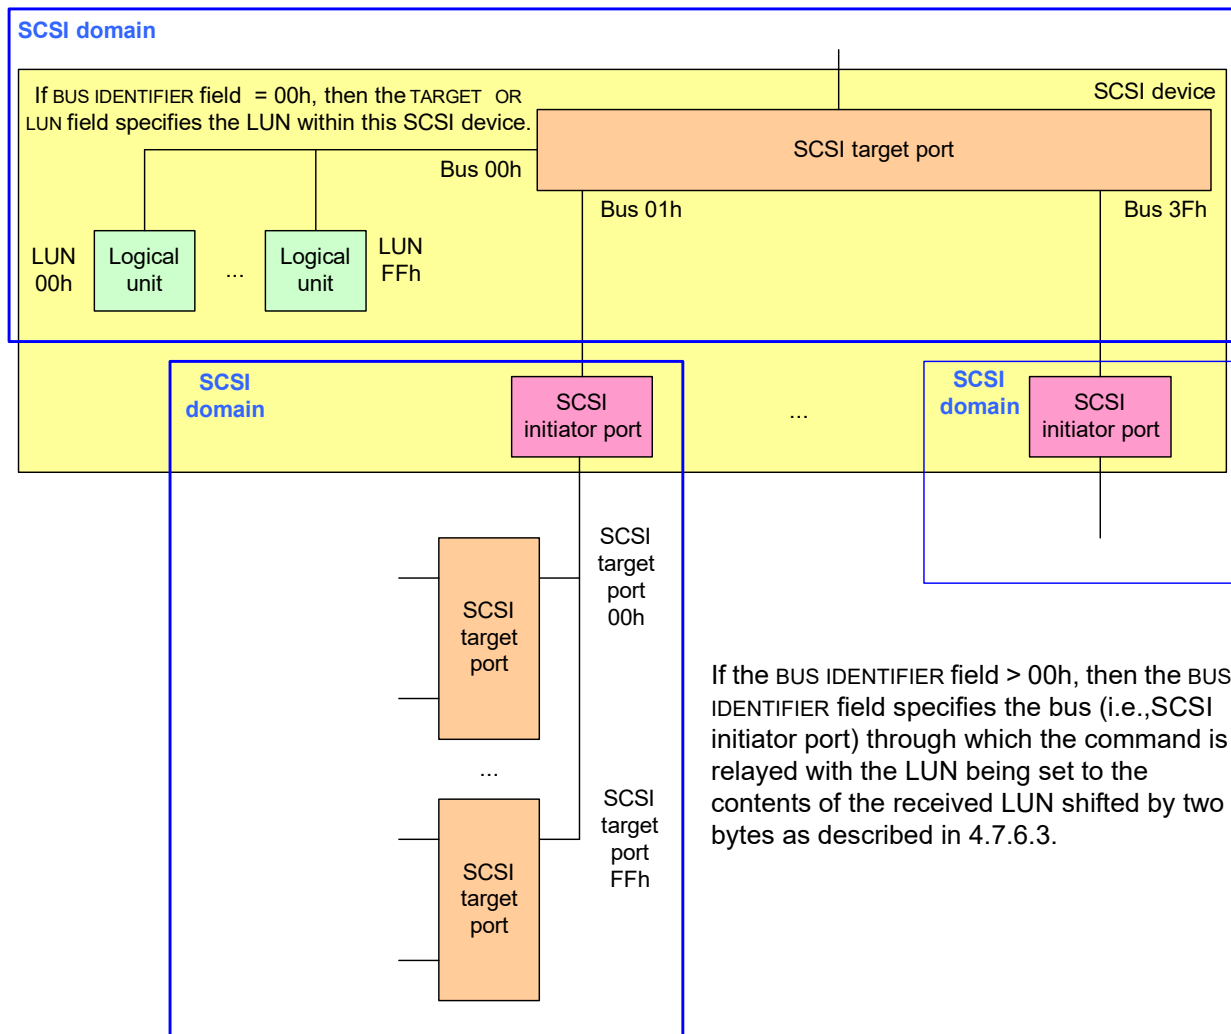 SCSI domain
If BUS IDENTIFIER field = 00h, then the TARGET OR
LUN field specifies the LUN within this SCSI device.
SCSI device
SCSI target port
Bus 00h
Bus 01h
Bus 3Fh
LUN
00h
Logical
unit
...
Logical
unit
LUN
FFh
SCSI
domain
SCSI
initiator port
...
SCSI
domain
SCSI
initiator port
SCSI
target
port
00h
SCSI
target
port
...
SCSI
target
port
FFh
SCSI
target
port
If the BUS IDENTIFIER field > 00h, then the BUS
IDENTIFIER field specifies the bus (i.e.,SCSI
initiator port) through which the command is
relayed with the LUN being set to the
contents of the received LUN shifted by two
bytes as described in 4.7.6.3.